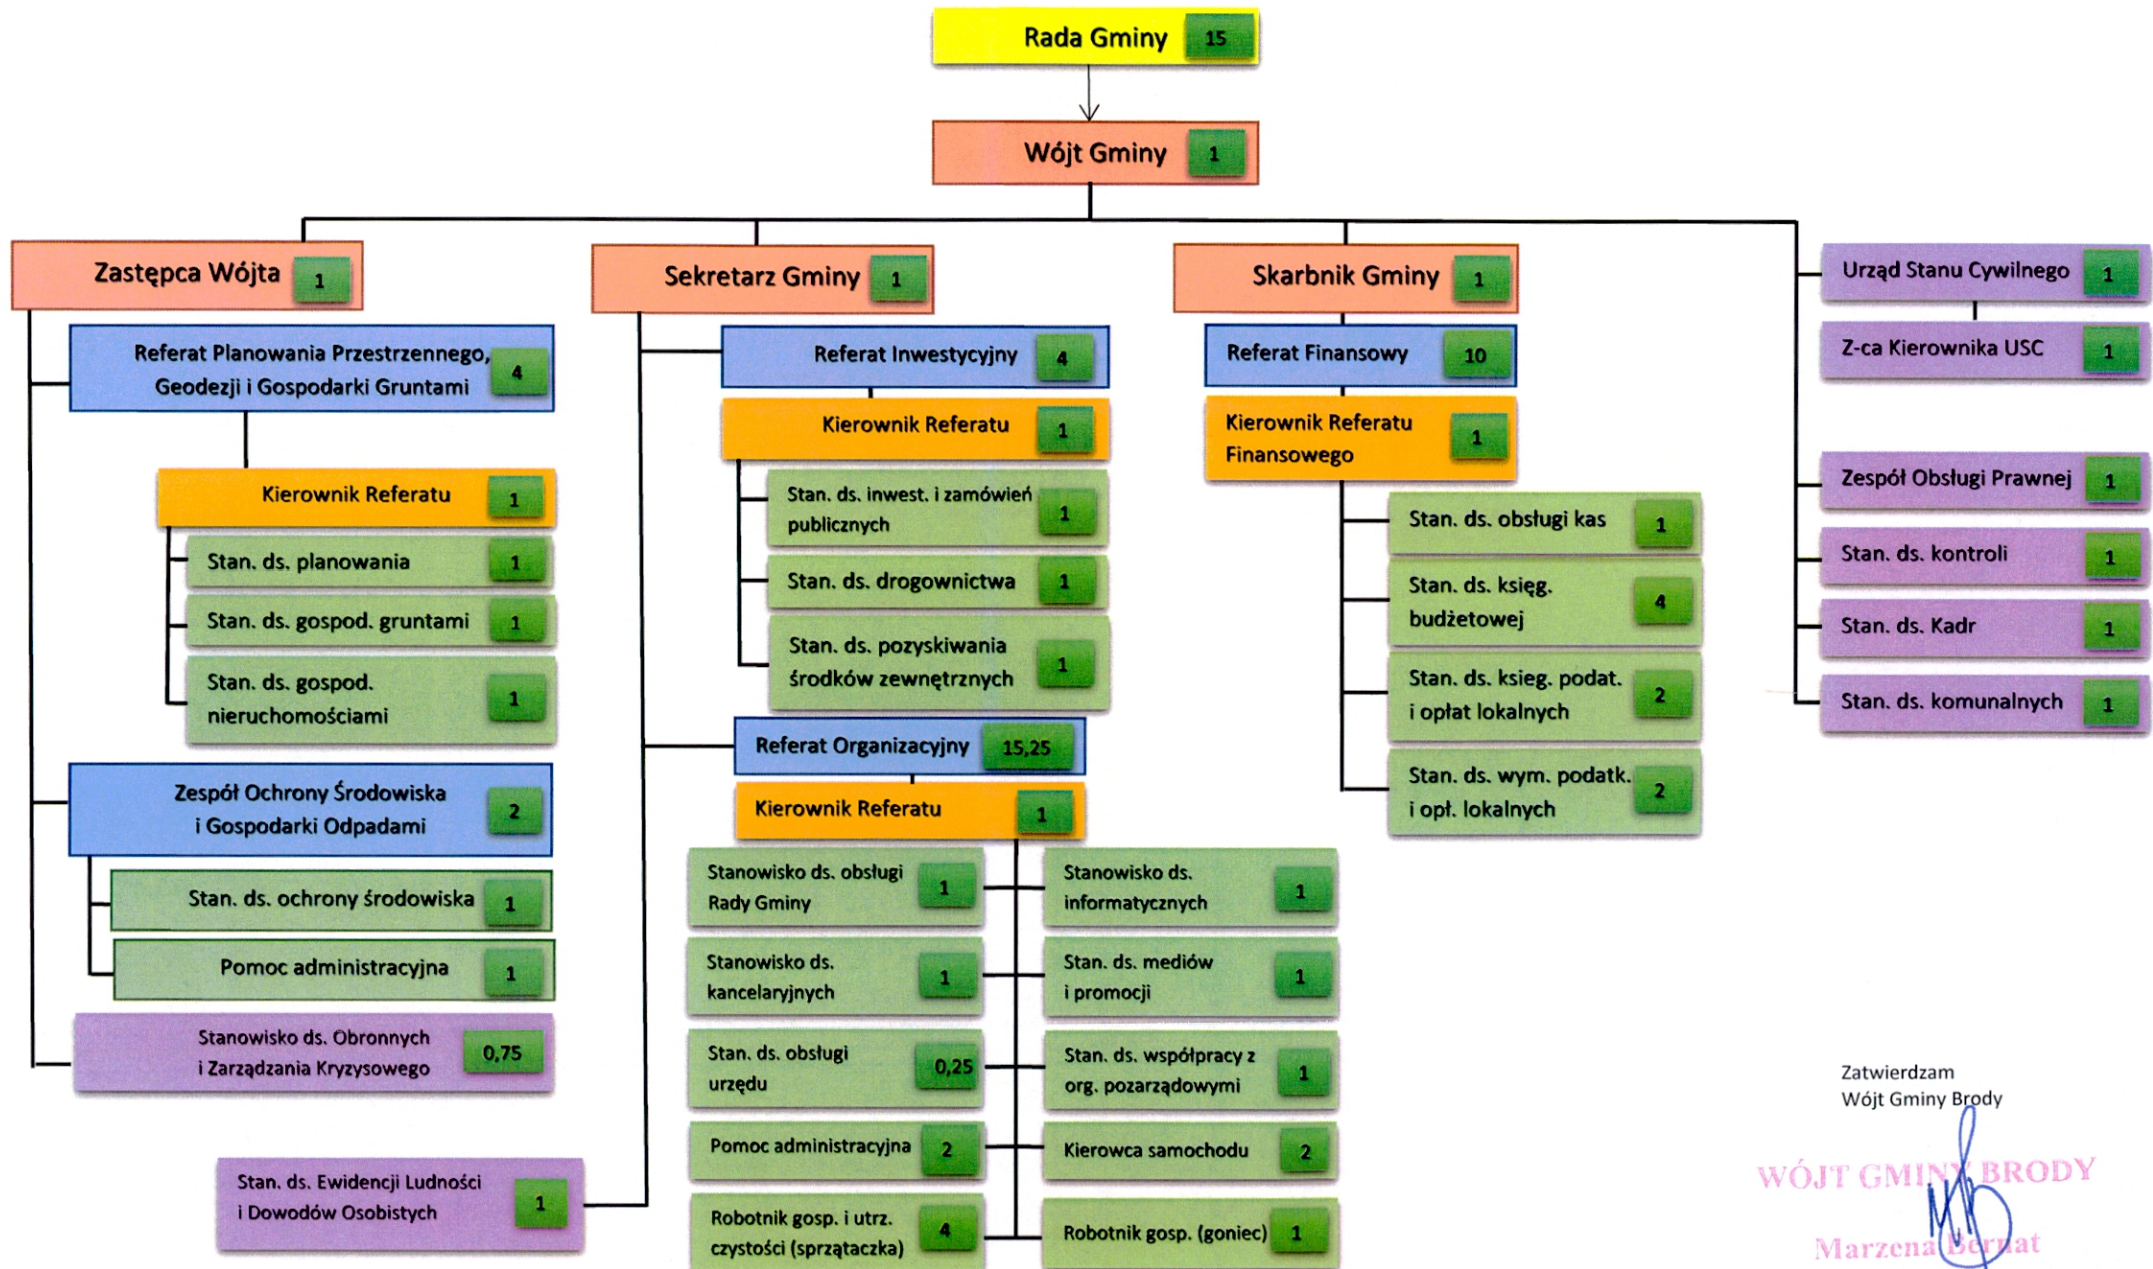 Rada Gminy 15
Wójt Gminy 1
Zastępca Wójta 1
Referat Planowania Przestrzennego,
Geodezji i Gospodarki Gruntami 4
Kierownik Referatu 1
Stan. ds. planowania 1
Stan. ds. gospod. gruntami 1
Stan. ds. gospod.
nieruchomościami 1
Zespół Ochrony Środowiska
i Gospodarki Odpadami 2
Stan. ds. ochrony środowiska 1
Pomoc administracyjna 1
Stanowisko ds. Obronnych
i Zarządzania Kryzysowego 0,75
Sekretarz Gminy 1
Referat Inwestycyjny 4
Kierownik Referatu 1
Stan. ds. inwest. i zamówień
publicznych 1
Stan. ds. drogownictwa 1
Stan. ds. pozyskiwania
środków zewnętrznych 1
Referat Organizacyjny 15,25
Kierownik Referatu 1
Stanowisko ds. obsługi
Rady Gminy 1
Stanowisko ds.
informatycznych 1
Stanowisko ds.
kancelaryjnych 1
Stan. ds. mediów
i promocji 1
Stan. ds. obsługi
urzędu 0,25
Stan. ds. współpracy z
org. pozarządowymi 1
Pomoc administracyjna 2
Kierowca samochodu 2
Robotnik gosp. i utrz.
czystości (sprzątaczka) 4
Robotnik gosp. (goniec) 1
Stan. ds. Ewidencji Ludności
i Dowodów Osobistych 1
Skarbnik Gminy 1
Referat Finansowy 10
Kierownik Referatu
Finansowego 1
Stan. ds. obsługi kas 1
Stan. ds. księg.
budżetowej 4
Stan. ds. ksieg. podat.
i opłat lokalnych 2
Stan. ds. wym. podatk.
i opł. lokalnych 2
Urząd Stanu Cywilnego 1
Z-ca Kierownika USC 1
Zespół Obsługi Prawnej 1
Stan. ds. kontroli 1
Stan. ds. Kadr 1
Stan. ds. komunalnych 1
Zatwierdzam
Wójt Gminy Brody
WÓJT GMINY BRODY
Marzena Bernat